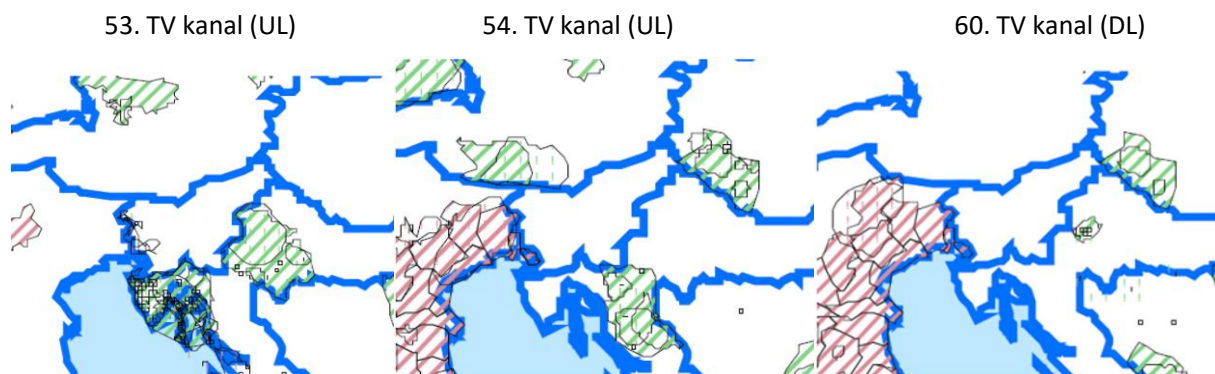 53. TV kanal (UL)
54. TV kanal (UL)
60. TV kanal (DL)